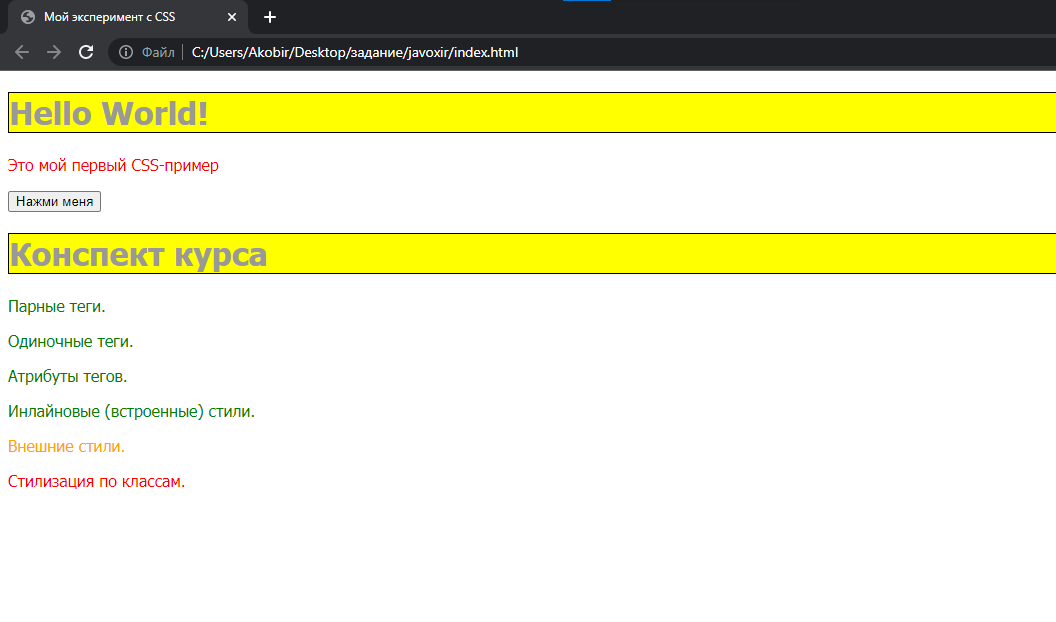 Мой эксперимент с CSS
Файл C:/Users/Akobir/Desktop/задание/javoxir/index.html
Hello World!
Это мой первый CSS-пример
Нажми меня
Конспект курса
Парные теги.
Одиночные теги.
Атрибуты тегов.
Инлайновые (встроенные) стили.
Внешние стили.
Стилизация по классам.